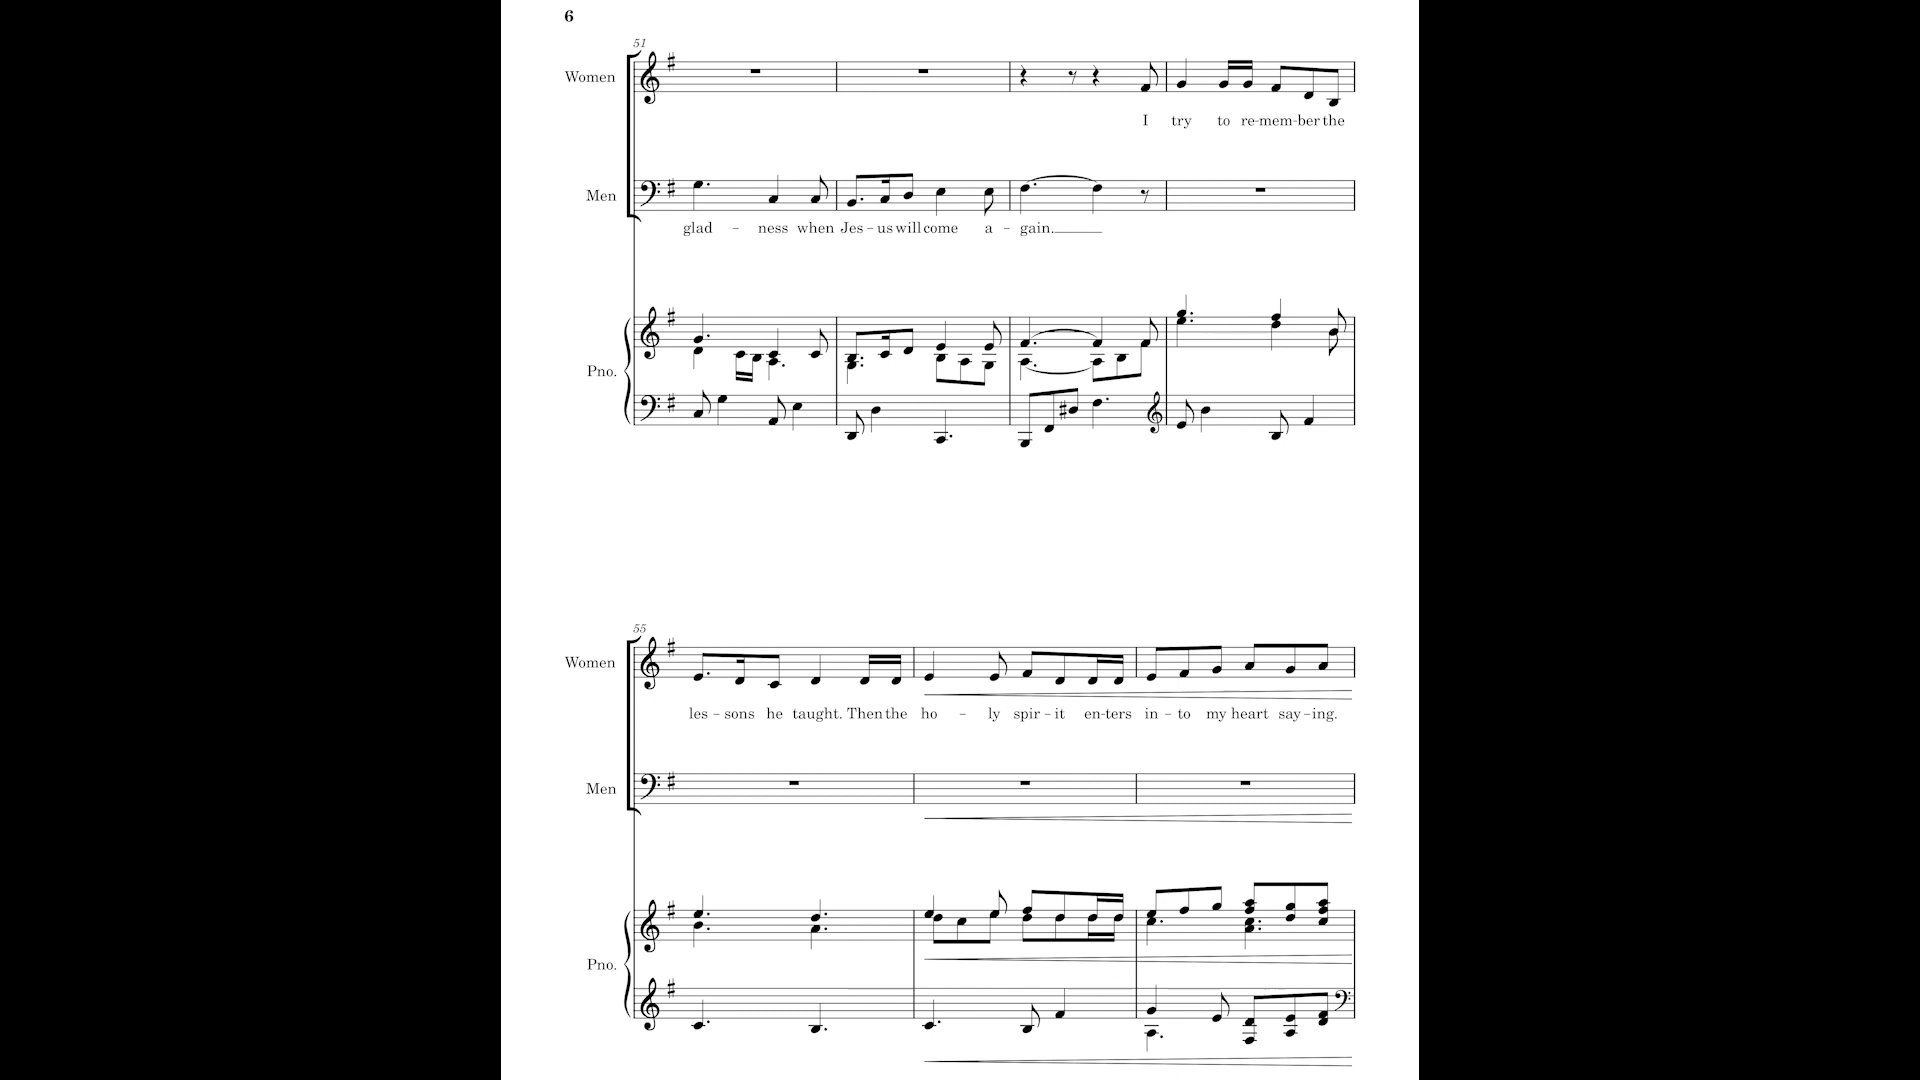 6
51
Women
I try to re-mem-ber the
Men
glad - ness when Jes - us will come a - gain.
Pno.
55
Women
les - sons he taught. Then the ho - ly spir - it en-ters in - to my heart say - ing.
Men
Pno.